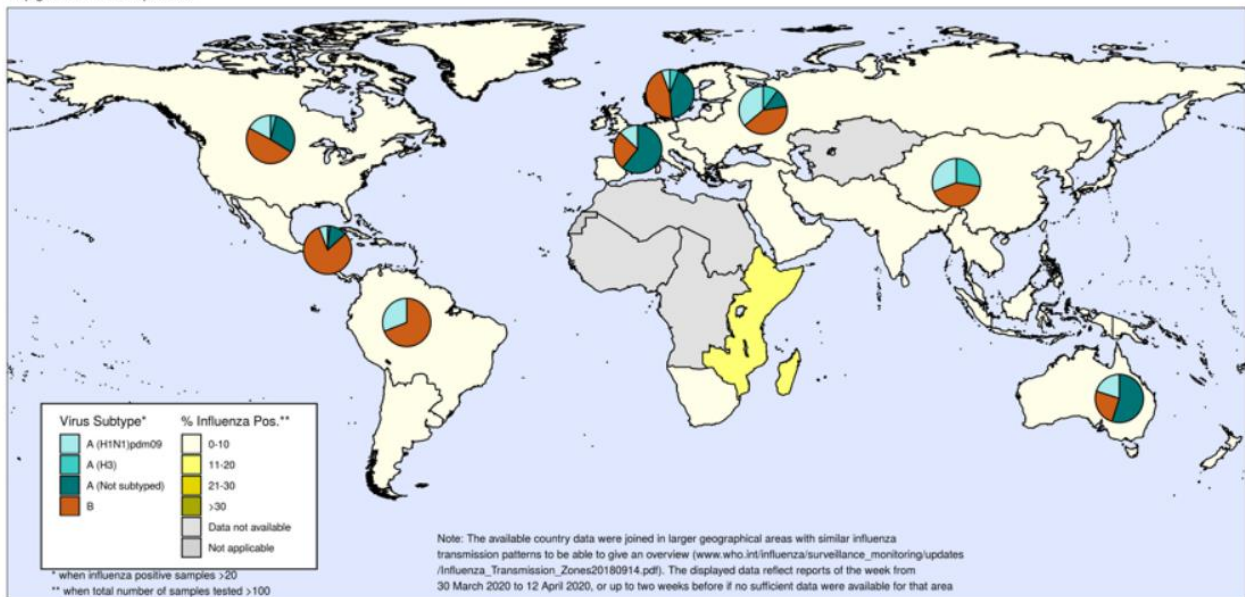 Virus Subtype*
A (H1N1)pdm09
A (H3)
A (Not subtyped)
B
% Influenza Pos.**
0-10
11-20
21-30
>30
Data not available
Not applicable
* when influenza positive samples >20
** when total number of samples tested >100
Note: The available country data were joined in larger geographical areas with similar influenza
transmission patterns to be able to give an overview (www.who.int/influenza/surveillance_monitoring/updates
/Influenza_Transmission_Zones20180914.pdf). The displayed data reflect reports of the week from
30 March 2020 to 12 April 2020, or up to two weeks before if no sufficient data were available for that area